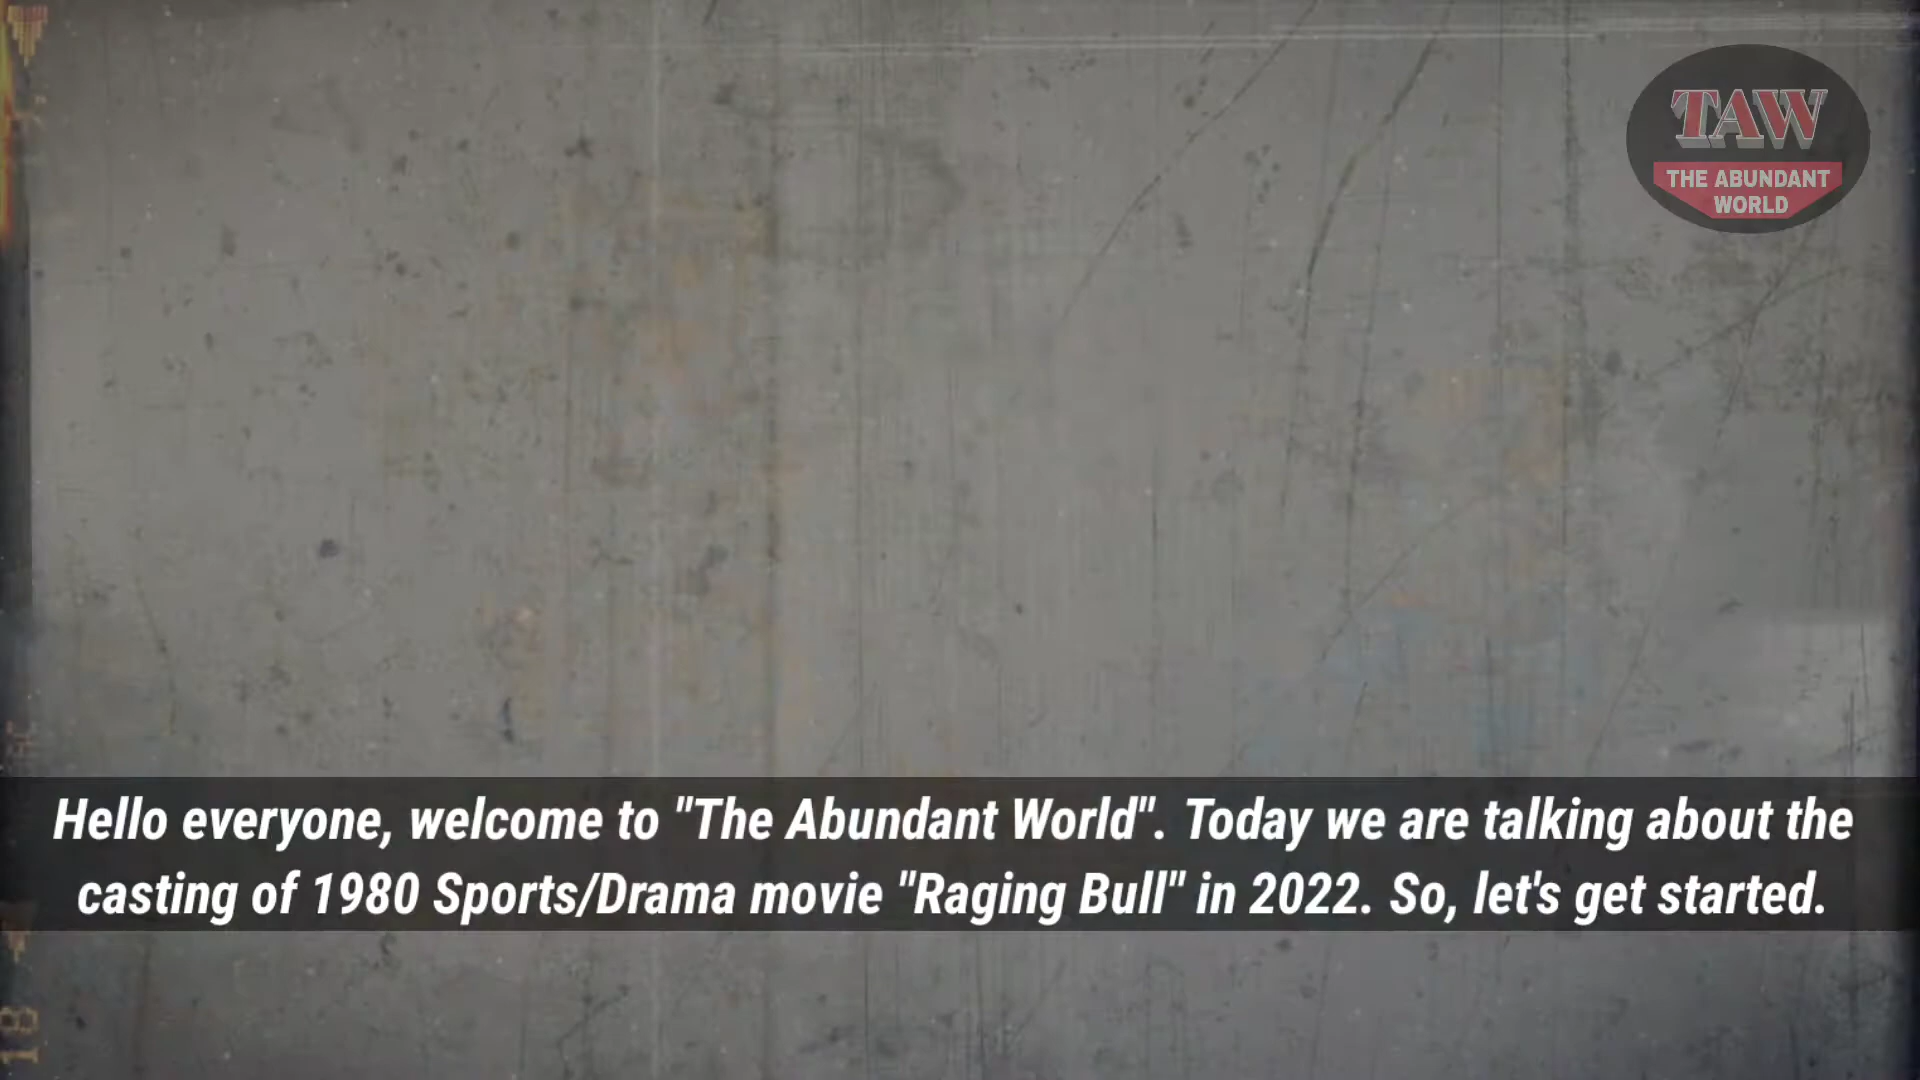 TAW
THE ABUNDANT
WORLD
Hello everyone, welcome to "The Abundant World". Today we are talking about the
casting of 1980 Sports/Drama movie "Raging Bull" in 2022. So, let's get started.
18